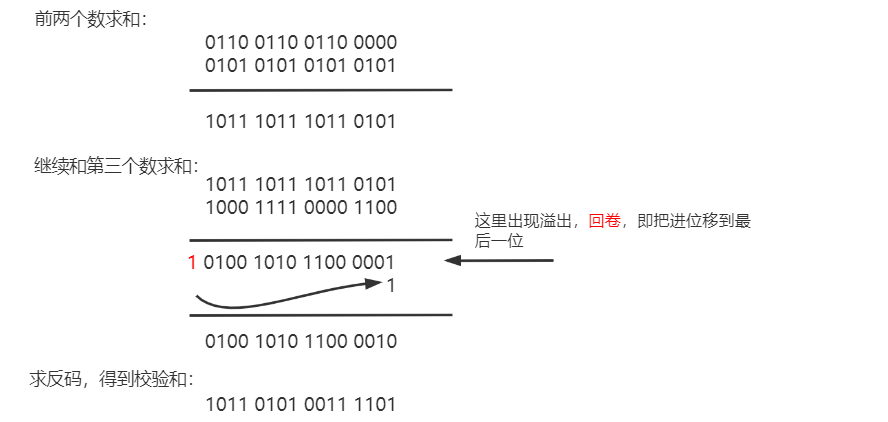 前两个数求和:
0110 0110 0110 0000
0101 0101 0101 0101
1011 1011 1011 0101
继续和第三个数求和:
1011 1011 1011 0101
1000 1111 0000 1100
这里出现溢出，回卷，即把进位移到最
后一位
1 0100 1010 1100 0001
1
0100 1010 1100 0010
求反码，得到校验和:
1011 0101 0011 1101